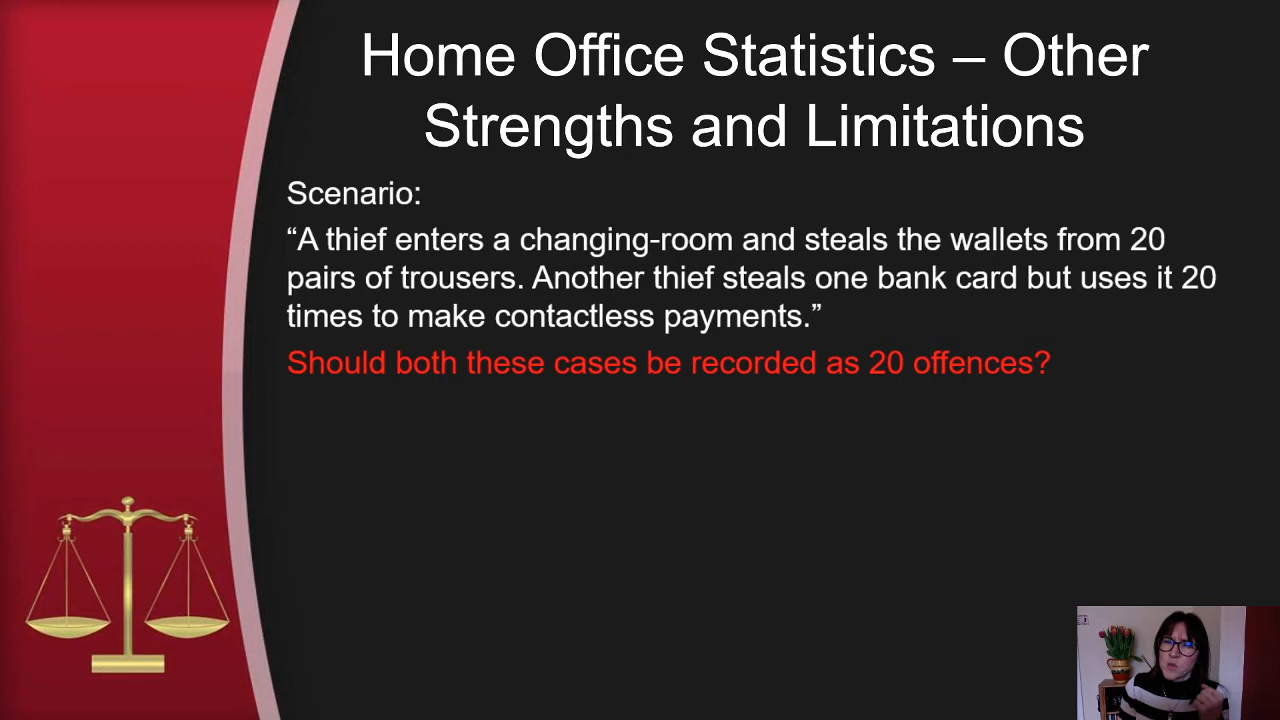 Home Office Statistics – Other
Strengths and Limitations
Scenario:
“A thief enters a changing-room and steals the wallets from 20
pairs of trousers. Another thief steals one bank card but uses it 20
times to make contactless payments.”
Should both these cases be recorded as 20 offences?